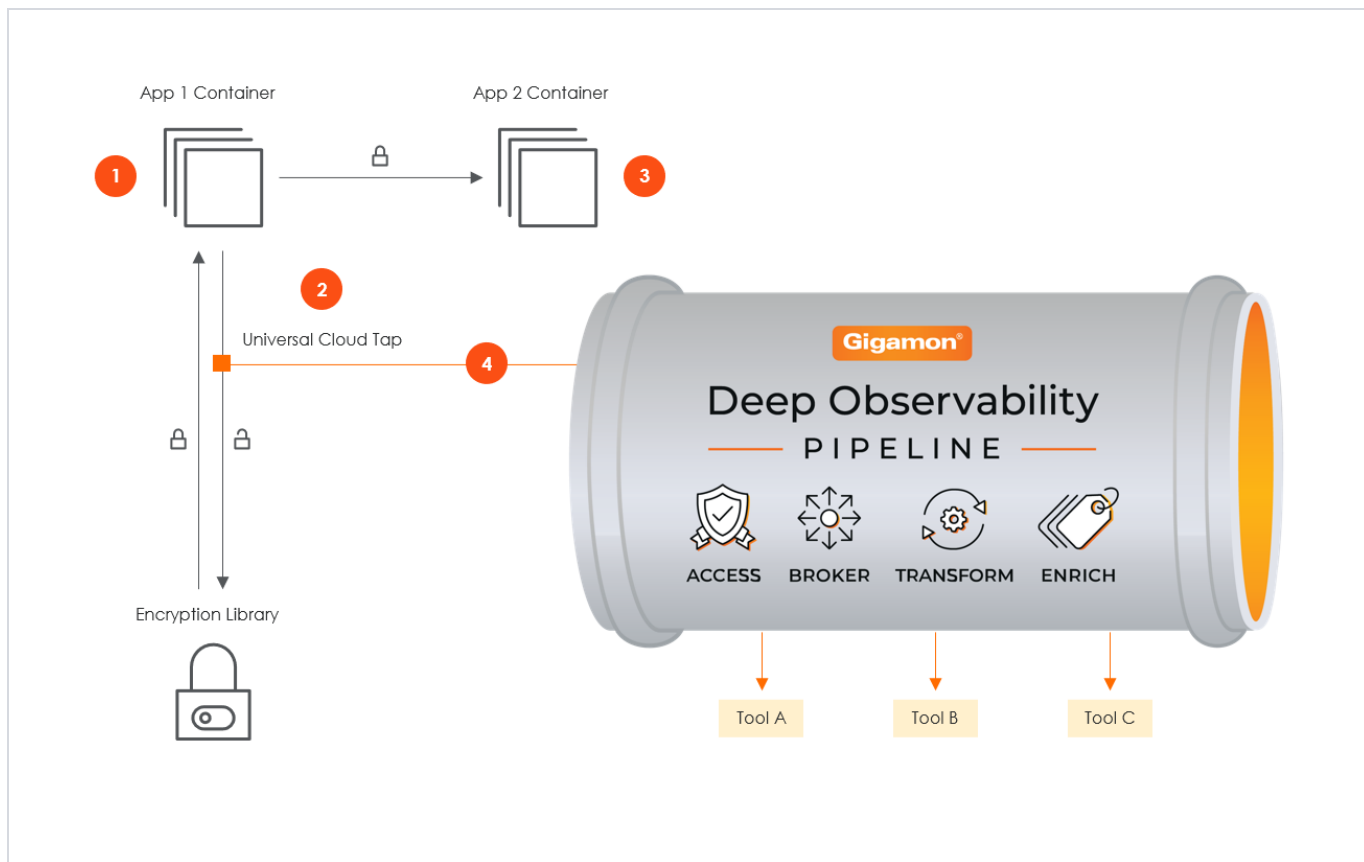 App 1 Container
App 2 Container
1
3
2
Universal Cloud Tap
4
Gigamon®
Deep Observability
PIPELINE
ACCESS
BROKER
TRANSFORM
ENRICH
Encryption Library
Tool A
Tool B
Tool C